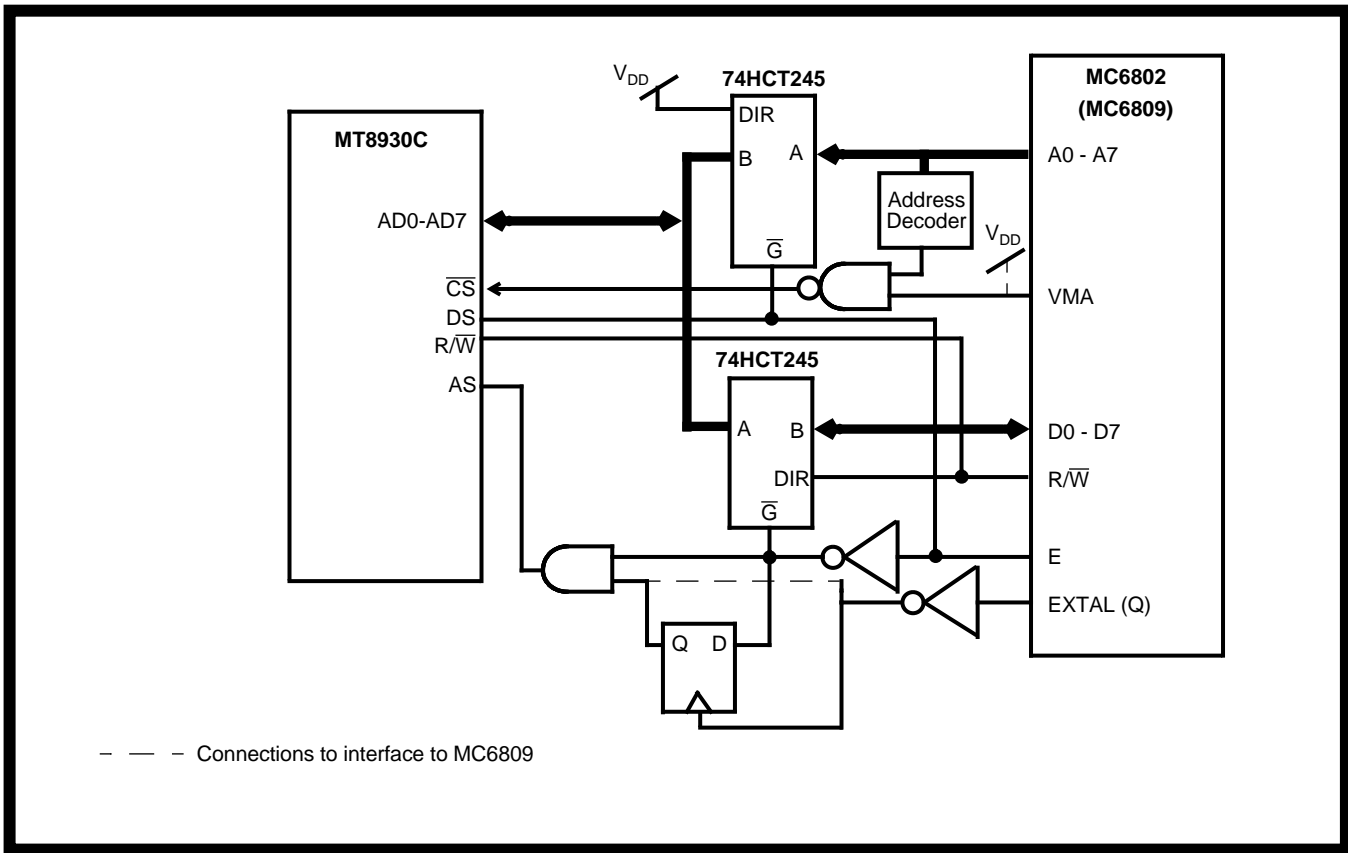 MT8930C
AD0-AD7
CS
DS
R/W
AS
VDD
74HCT245
DIR
B
A
G
Address
Decoder
VDD
74HCT245
A
B
DIR
G
Q
D
MC6802
(MC6809)
A0 - A7
VMA
D0 - D7
R/W
E
EXTAL (Q)
Connections to interface to MC6809